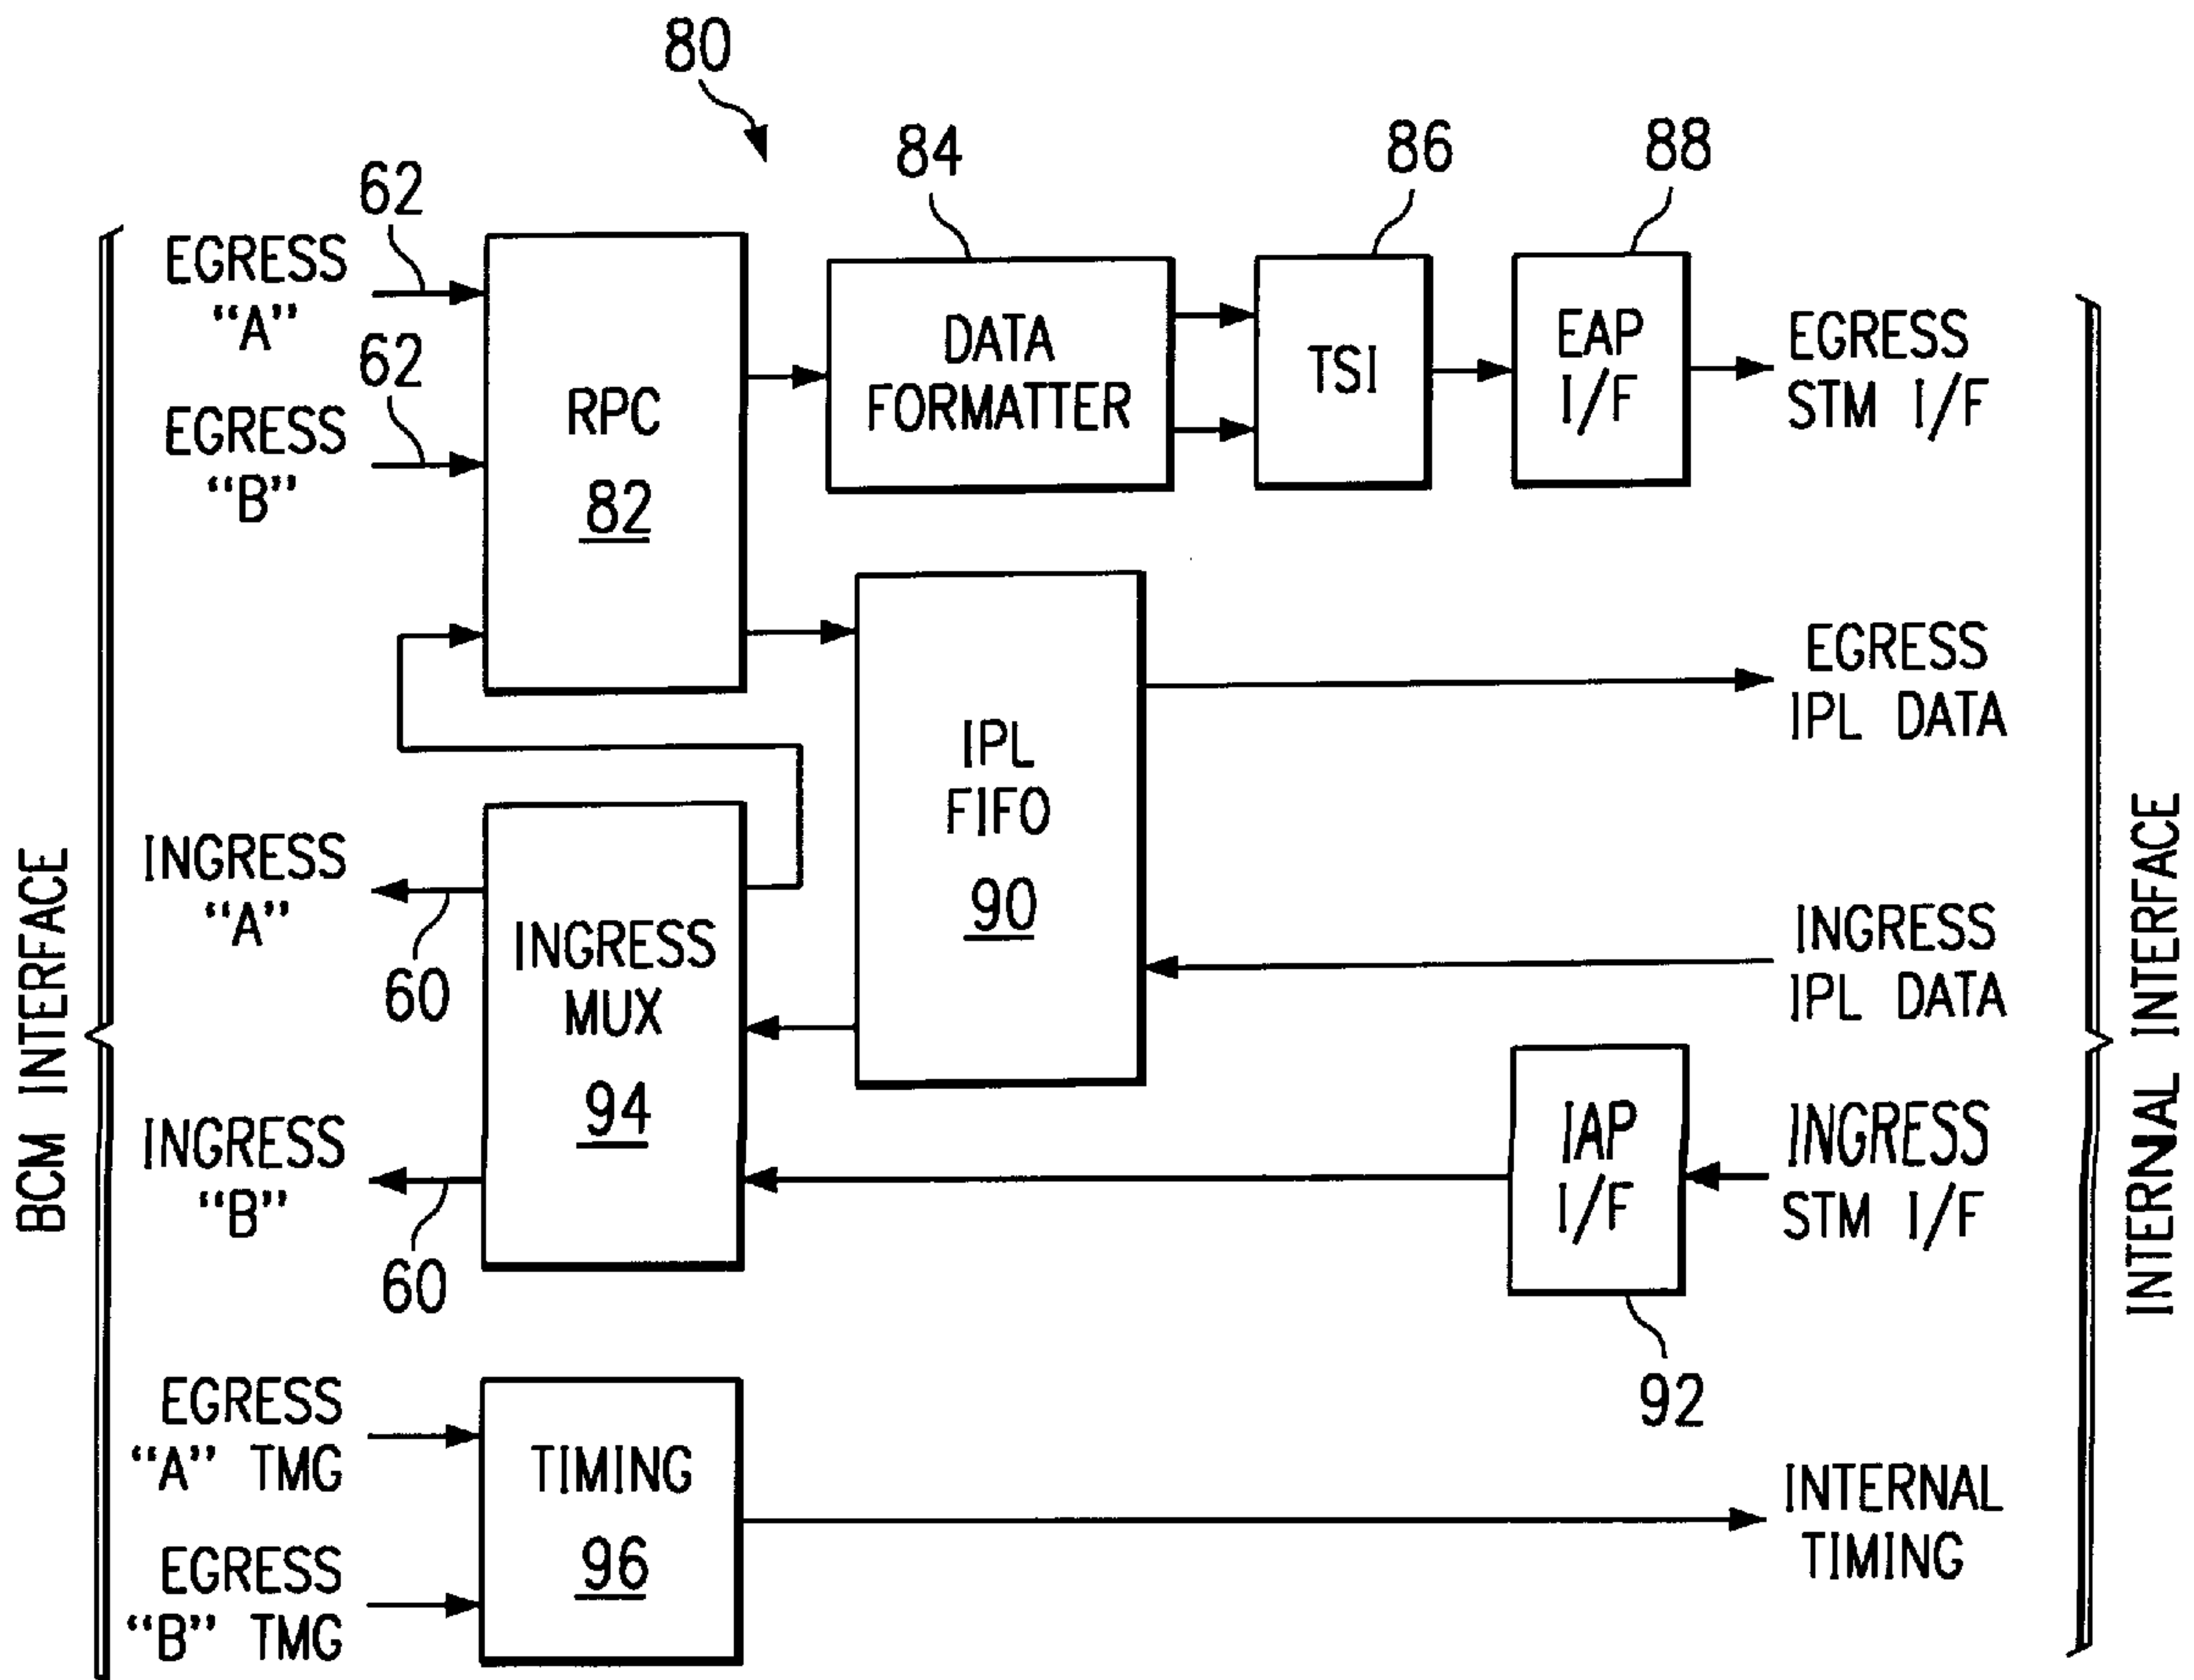 80
84
86
88
62
EGRESS
“A”
62
EGRESS
“B”
RPC
82
DATA
FORMATTER
TSI
EAP
I/F
EGRESS
STM I/F
IPL
FIFO
90
EGRESS
IPL DATA
INGRESS
“A”
60
INGRESS
MUX
94
INGRESS
IPL DATA
INGRESS
“B”
60
IAP
I/F
92
INGRESS
STM I/F
EGRESS
“A” TMG
EGRESS
“B” TMG
TIMING
96
INTERNAL
TIMING
BCM INTERFACE
INTERNAL INTERFACE